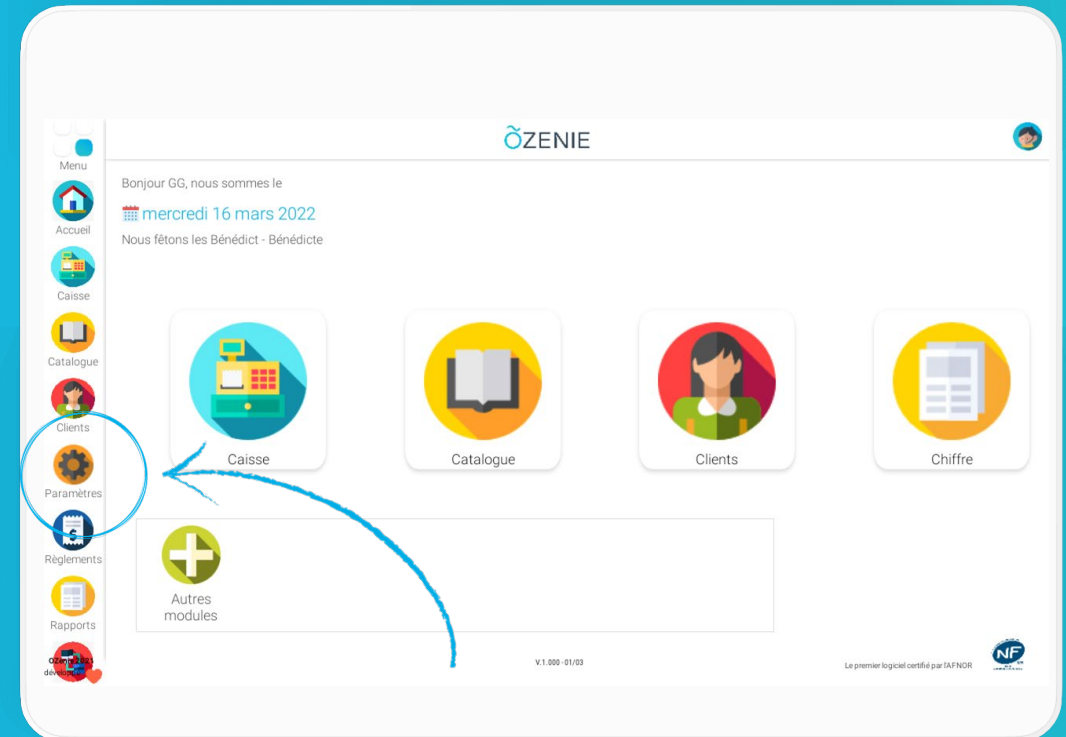 ÕZENIE
Menu
Bonjour GG, nous sommes le
mercredi 16 mars 2022
Nous fêtons les Bénédict - Bénédicte
Accueil
Caisse
Catalogue
Clients
Paramètres
Règlements
Rapports
Caisse
Catalogue
Clients
Chiffre
Autres
modules
OZenie 2021
V.1.000 - 01/03
Le premier logiciel certifié par l'AFNOR
NF